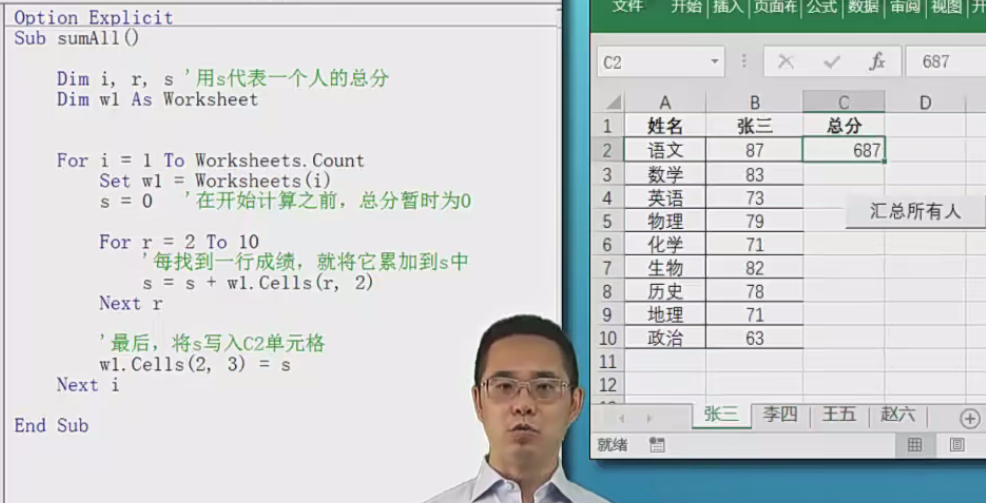 Option Explicit
Sub sumAll()
Dim i, r, s '用s代表一个人的总分
Dim w1 As Worksheet
For i = 1 To Worksheets.Count
Set w1 = Worksheets(i)
s = 0 '在开始计算之前，总分暂时为0
For r = 2 To 10
'每找到一行成绩，就将它累加到s中
s = s + w1.Cells(r, 2)
Next r
'最后，将s写入C2单元格
w1.Cells(2, 3) = s
Next i
End Sub
文件 开始 插入 页面布 公式 数据 审阅 视图 开
C2 fx 687
A B C D
1 姓名 张三 总分
2 语文 87 687
3 数学 83
4 英语 73
5 物理 79
6 化学 71
7 生物 82
8 历史 78
9 地理 71
10 政治 63
11
12
汇总所有人
张三 李四 王五 赵六
就绪